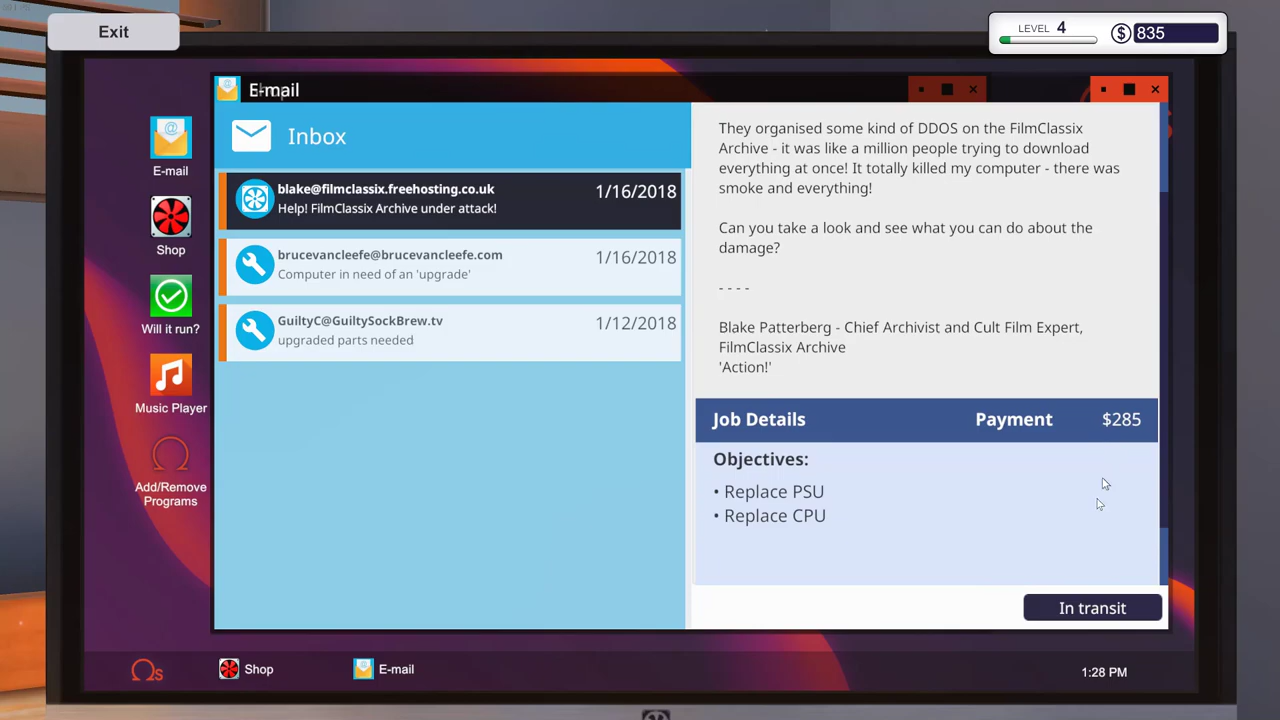 Exit
LEVEL 4
$ 835
E-mail
E-mail
Shop
Will it run?
Music Player
Add/Remove
Programs
Inbox
blake@filmclassix.freehosting.co.uk 1/16/2018
Help! FilmClassix Archive under attack!
brucevancleefe@brucevancleefe.com 1/16/2018
Computer in need of an 'upgrade'
GuiltyC@GuiltySockBrew.tv 1/12/2018
upgraded parts needed
They organised some kind of DDOS on the FilmClassix
Archive - it was like a million people trying to download
everything at once! It totally killed my computer - there was
smoke and everything!
Can you take a look and see what you can do about the
damage?
- - - -
Blake Patterberg - Chief Archivist and Cult Film Expert,
FilmClassix Archive
'Action!'
Job Details Payment $285
Objectives:
• Replace PSU
• Replace CPU
In transit
Ωs Shop E-mail 1:28 PM